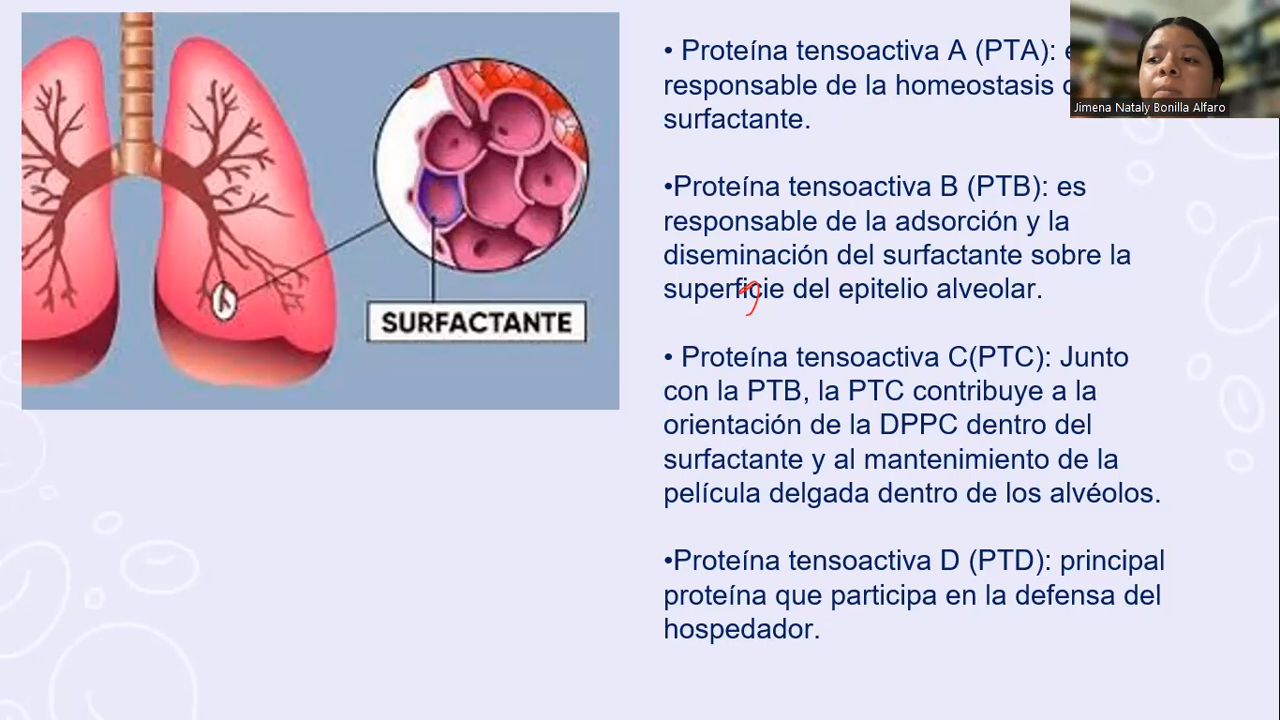 SURFACTANTE
• Proteína tensoactiva A (PTA):
responsable de la homeostasis
surfactante.
•Proteína tensoactiva B (PTB): es
responsable de la adsorción y la
diseminación del surfactante sobre la
superficie del epitelio alveolar.
• Proteína tensoactiva C(PTC): Junto
con la PTB, la PTC contribuye a la
orientación de la DPPC dentro del
surfactante y al mantenimiento de la
película delgada dentro de los alvéolos.
•Proteína tensoactiva D (PTD): principal
proteína que participa en la defensa del
hospedador.
Jimena Nataly Bonilla Alfaro